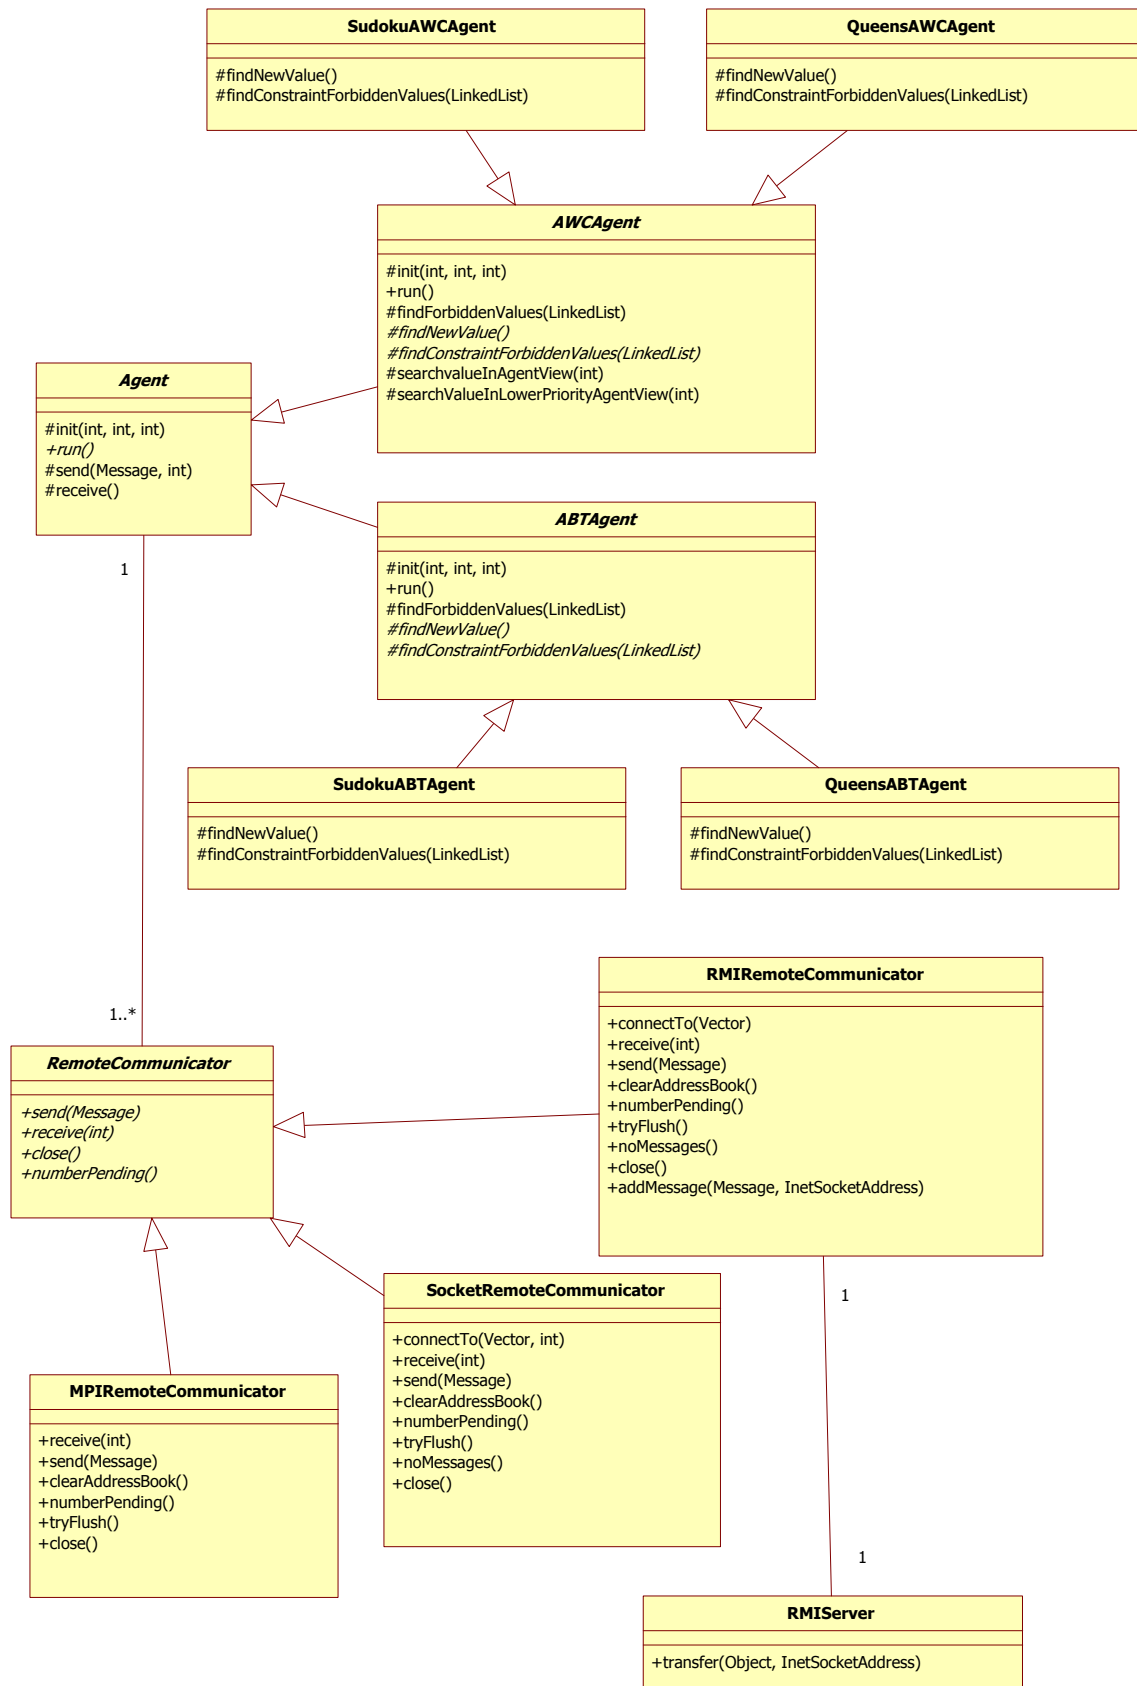 SudokuAWCAgent
#findNewValue()
#findConstraintForbiddenValues(LinkedList)
QueensAWCAgent
#findNewValue()
#findConstraintForbiddenValues(LinkedList)
AWCAgent
#init(int, int, int)
+run()
#findForbiddenValues(LinkedList)
#findNewValue()
#findConstraintForbiddenValues(LinkedList)
#searchvalueInAgentView(int)
#searchValueInLowerPriorityAgentView(int)
Agent
#init(int, int, int)
+run()
#send(Message, int)
#receive()
ABTAgent
#init(int, int, int)
+run()
#findForbiddenValues(LinkedList)
#findNewValue()
#findConstraintForbiddenValues(LinkedList)
1
SudokuABTAgent
#findNewValue()
#findConstraintForbiddenValues(LinkedList)
QueensABTAgent
#findNewValue()
#findConstraintForbiddenValues(LinkedList)
1..*
RemoteCommunicator
+send(Message)
+receive(int)
+close()
+numberPending()
RMIRemoteCommunicator
+connectTo(Vector)
+receive(int)
+send(Message)
+clearAddressBook()
+numberPending()
+tryFlush()
+noMessages()
+close()
+addMessage(Message, InetSocketAddress)
1
SocketRemoteCommunicator
+connectTo(Vector, int)
+receive(int)
+send(Message)
+clearAddressBook()
+numberPending()
+tryFlush()
+noMessages()
+close()
MPIRemoteCommunicator
+receive(int)
+send(Message)
+clearAddressBook()
+numberPending()
+tryFlush()
+close()
1
RMIServer
+transfer(Object, InetSocketAddress)